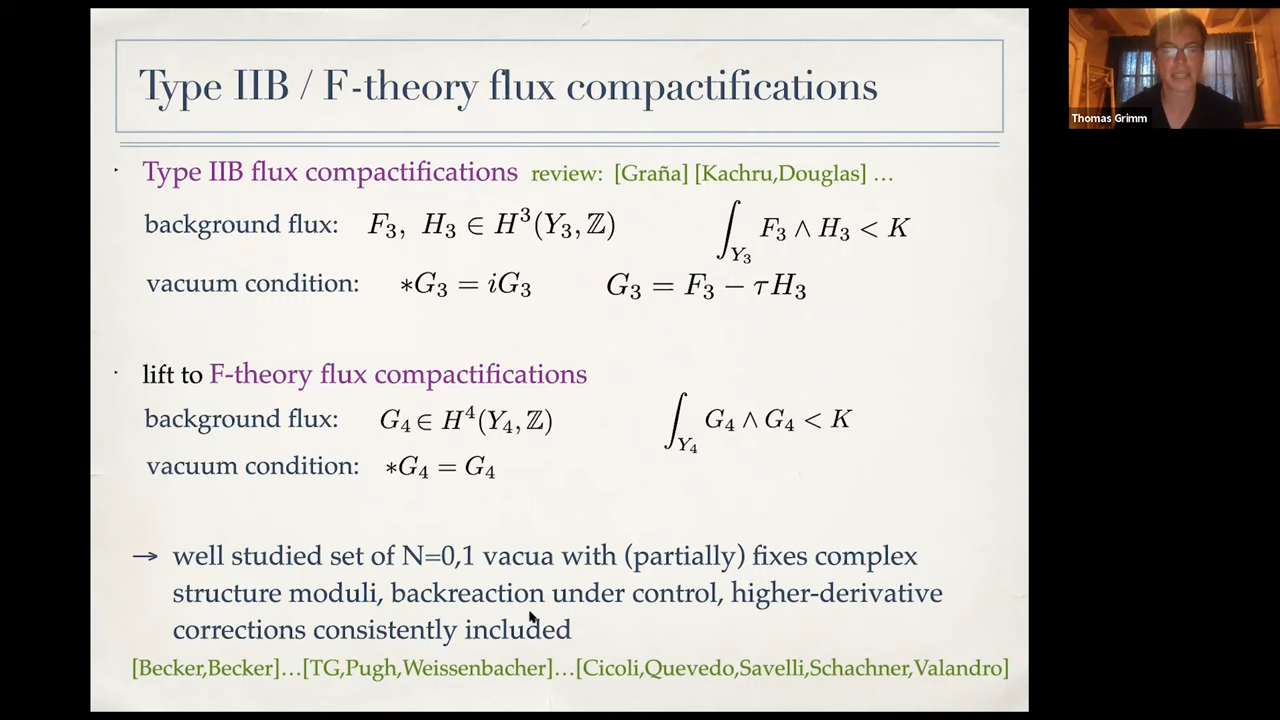 Type IIB / F-theory flux compactifications
Thomas Grimm
· Type IIB flux compactifications review: [Graña] [Kachru,Douglas] …
background flux: F₃, H₃ ∈ H³(Y₃, ℤ) ∫_{Y₃} F₃ ∧ H₃ < K
vacuum condition: *G₃ = iG₃ G₃ = F₃ − τH₃
· lift to F-theory flux compactifications
background flux: G₄ ∈ H⁴(Y₄, ℤ) ∫_{Y₄} G₄ ∧ G₄ < K
vacuum condition: *G₄ = G₄
→ well studied set of N=0,1 vacua with (partially) fixes complex
structure moduli, backreaction under control, higher-derivative
corrections consistently included
[Becker,Becker]…[TG,Pugh,Weissenbacher]…[Cicoli,Quevedo,Savelli,Schachner,Valandro]